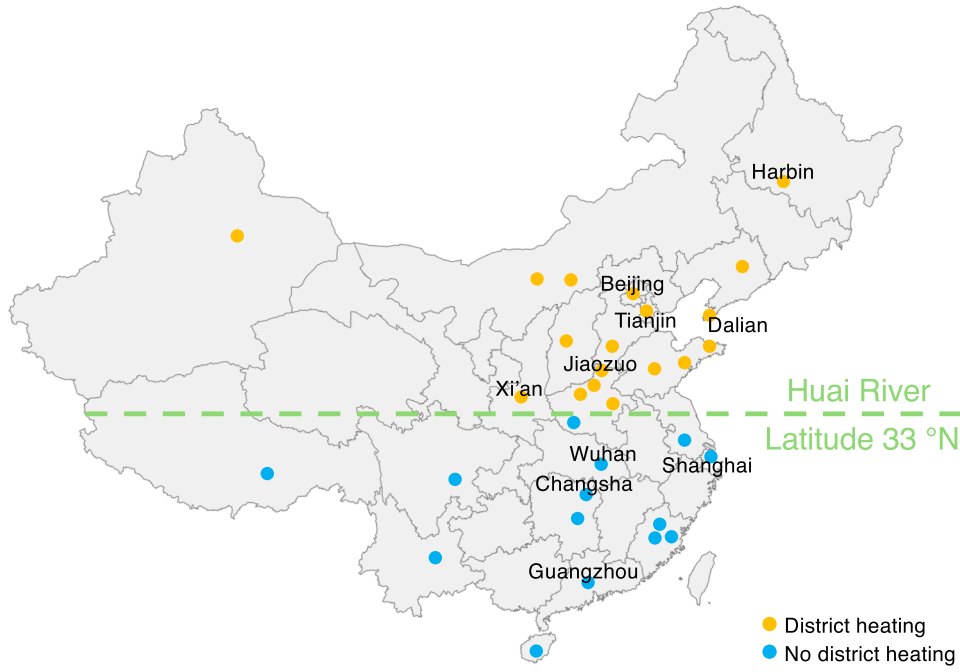 Harbin
Beijing
Tianjin
Dalian
Jiaozuo
Xi’an
Huai River
Latitude 33 °N
Wuhan
Shanghai
Changsha
Guangzhou
District heating
No district heating